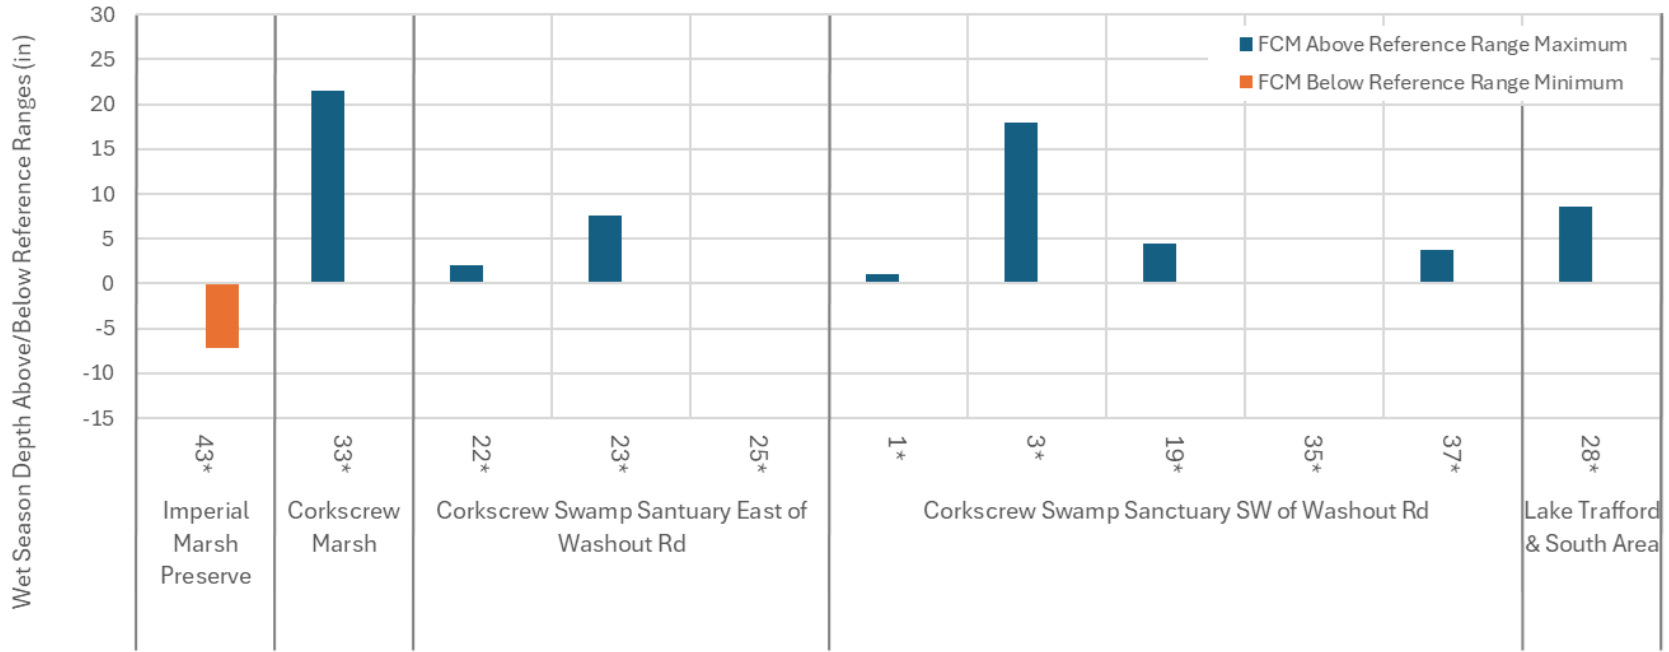 Wet Season Depth Above/Below Reference Ranges (in)
30
25
20
15
10
5
0
-5
-10
-15
FCM Above Reference Range Maximum
FCM Below Reference Range Minimum
43*
33*
22*
23*
25*
1*
3*
19*
35*
37*
28*
Imperial
Marsh
Preserve
Corkscrew
Marsh
Corkscrew Swamp Santuary East of
Washout Rd
Corkscrew Swamp Sanctuary SW of Washout Rd
Lake Trafford
& South Area